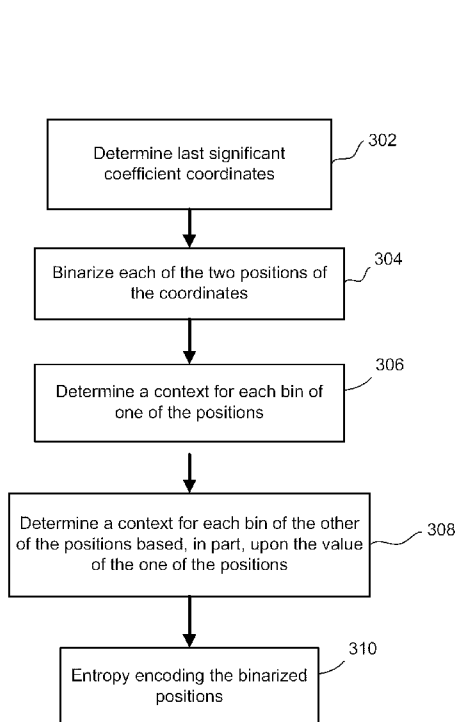 Determine last significant
coefficient coordinates
302
Binarize each of the two positions of
the coordinates
304
Determine a context for each bin of
one of the positions
306
Determine a context for each bin of the other
of the positions based, in part, upon the value
of the one of the positions
308
Entropy encoding the binarized
positions
310